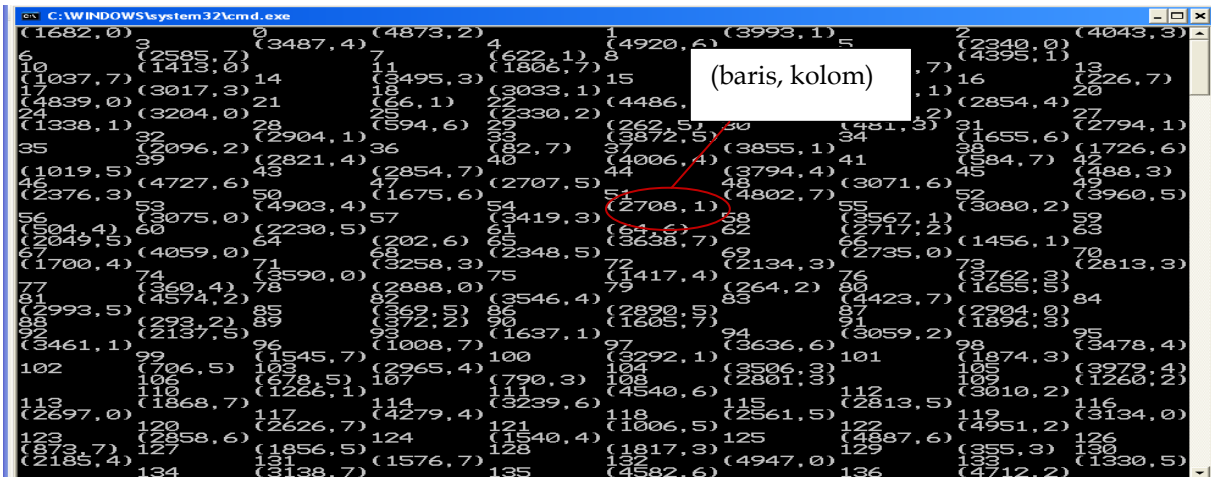 C:\WINDOWS\system32\cmd.exe
(1682,0) 0 (4873,2) 1 (3993,1) 2 (4043,3)
3 (3487,4) 4 (4920,6) 5 (2340,0)
6 (2585,7) 7 (622,1) 8 (4395,1)
10 (1413,0) 11 (1806,7) ,7) 13
(baris, kolom)
(1037,7) 14 (3495,3) 15 16 (226,7)
17 (3017,3) 18 (3033,1) ,1) 20
(4839,0) 21 (66,1) 22 (4486, (2854,4)
24 (3204,0) 25 (2330,2) ,2) 27
(1338,1) 28 (594,6) 29 (262,5) 30 (481,3) 31 (2794,1)
32 (2904,1) 33 (3872,5) 34 (1655,6)
35 (2096,2) 36 (82,7) 37 (3855,1) 38 (1726,6)
39 (2821,4) 40 (4006,4) 41 (584,7) 42
(1019,5) 43 (2854,7) 44 (3794,4) 45 (488,3)
46 (4727,6) 47 (2707,5) 48 (3071,6) 49
(2376,3) 50 (1675,6) 51 (4802,7) 52 (3960,5)
53 (4903,4) 54 (2708,1) 55 (3080,2)
56 (3075,0) 57 (3419,3) 58 (3567,1) 59
(504,4) 60 (2230,5) 61 (64,6) 62 (2717,2) 63
(2049,5) 64 (202,6) 65 (3638,7) 66 (1456,1)
67 (4059,0) 68 (2348,5) 69 (2735,0) 70
(1700,4) 71 (3258,3) 72 (2134,3) 73 (2813,3)
74 (3590,0) 75 (1417,4) 76 (3762,3)
77 (360,4) 78 (2888,0) 79 (264,2) 80 (1655,5)
81 (4574,2) 82 (3546,4) 83 (4423,7) 84
(2993,5) 85 (369,5) 86 (2890,5) 87 (2904,0)
88 (293,2) 89 (372,2) 90 (1605,7) 91 (1896,3)
92 (2137,5) 93 (1637,1) 94 (3059,2) 95
(3461,1) 96 (1008,7) 97 (3636,6) 98 (3478,4)
99 (1545,7) 100 (3292,1) 101 (1874,3)
102 (706,5) 103 (2965,4) 104 (3506,3) 105 (3979,4)
106 (678,5) 107 (790,3) 108 (2801,3) 109 (1260,2)
110 (1266,1) 111 (4540,6) 112 (3010,2)
113 (1868,7) 114 (3239,6) 115 (2813,5) 116
(2697,0) 117 (4279,4) 118 (2561,5) 119 (3134,0)
120 (2626,7) 121 (1006,5) 122 (4951,2)
123 (2858,6) 124 (1540,4) 125 (4887,6) 126
(873,7) 127 (1856,5) 128 (1817,3) 129 (355,3) 130
(2185,4) 131 (1576,7) 132 (4947,0) 133 (1330,5)
134 (3138,7) 135 (4582,6) 136 (4712,2)